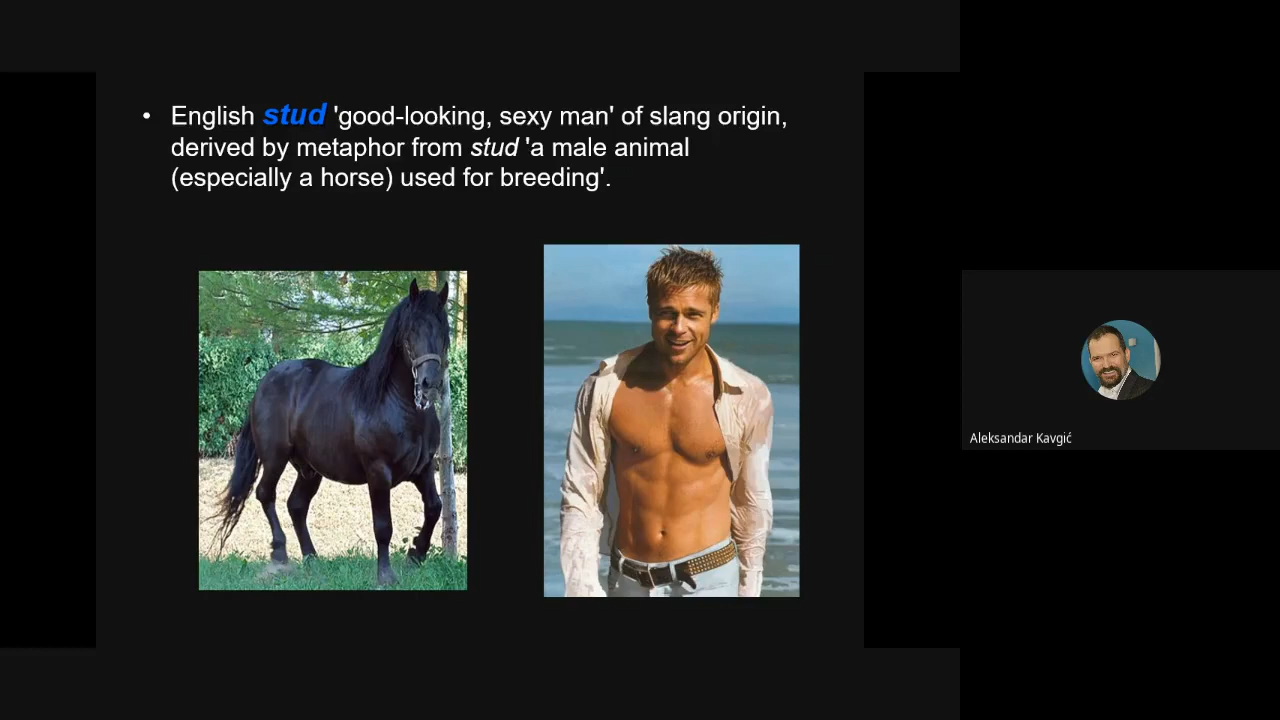 • English stud 'good-looking, sexy man' of slang origin,
derived by metaphor from stud 'a male animal
(especially a horse) used for breeding'.
Aleksandar Kavgić